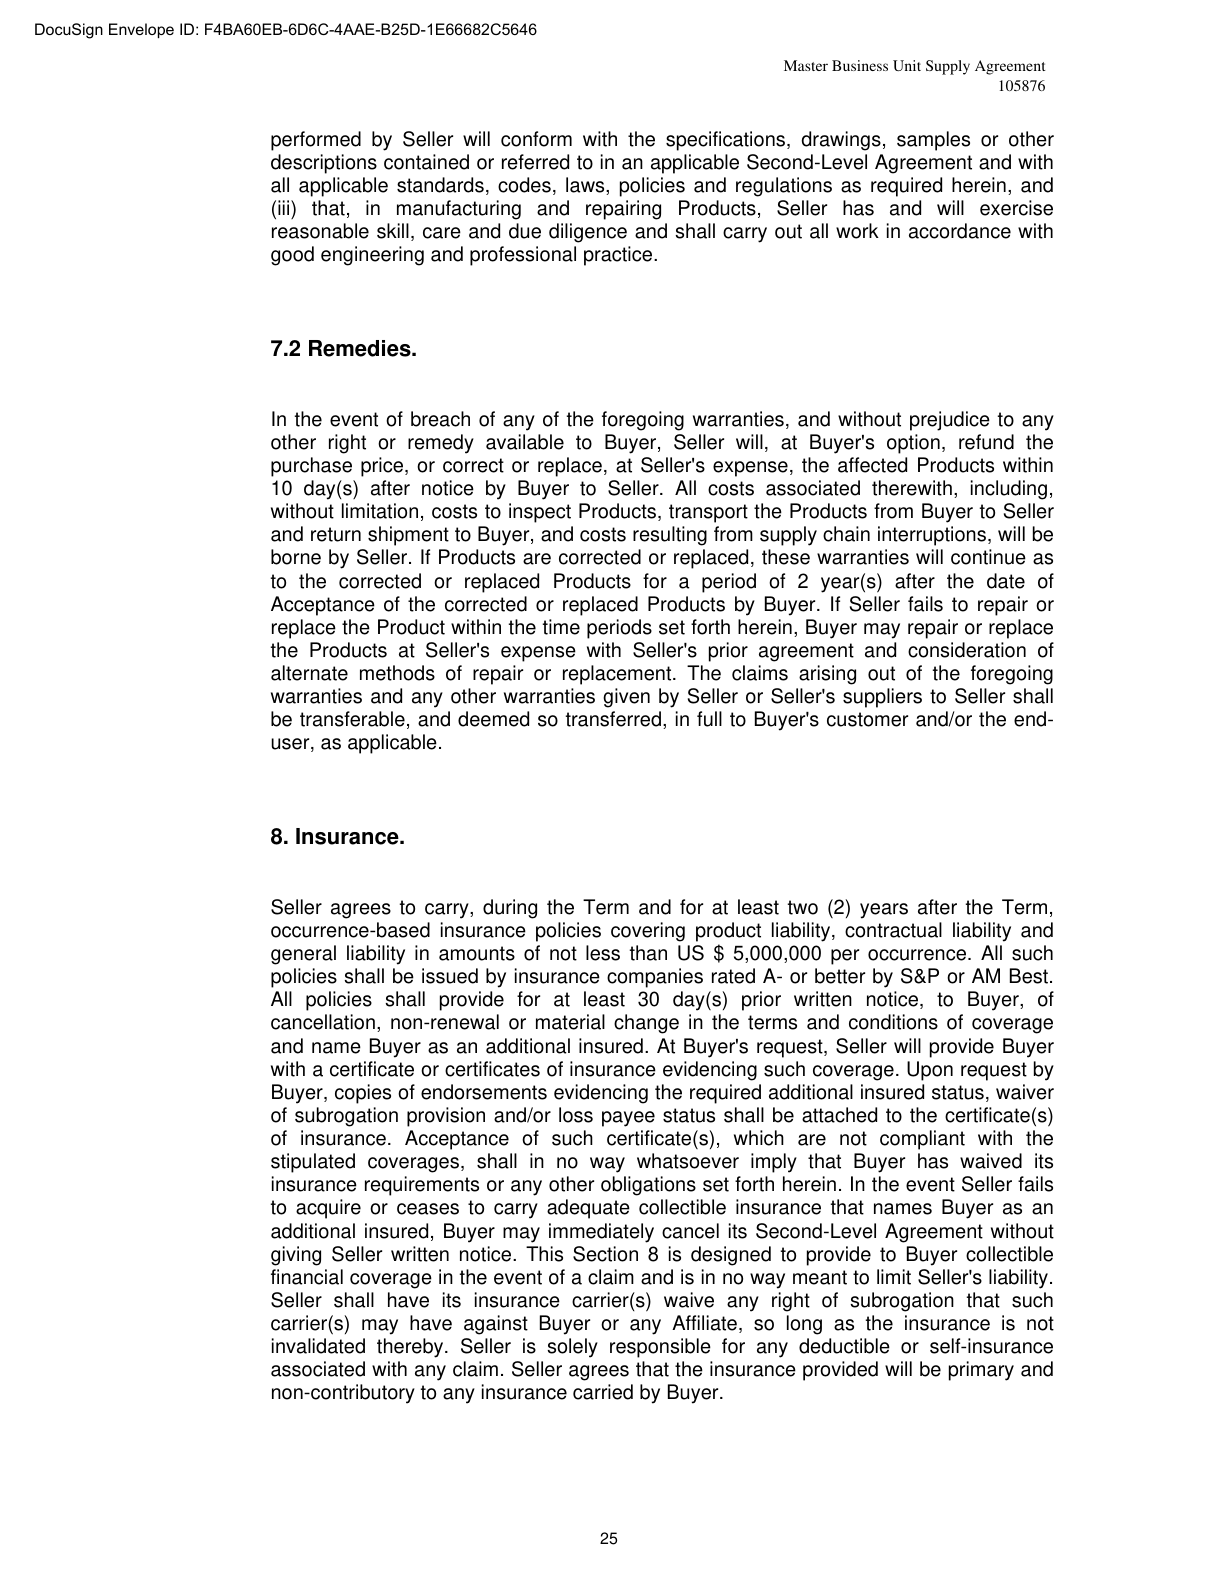 DocuSign Envelope ID: F4BA60EB-6D6C-4AAE-B25D-1E66682C5646
Master Business Unit Supply Agreement
105876
performed by Seller will conform with the specifications, drawings, samples or other
descriptions contained or referred to in an applicable Second-Level Agreement and with
all applicable standards, codes, laws, policies and regulations as required herein, and
(iii) that, in manufacturing and repairing Products, Seller has and will exercise
reasonable skill, care and due diligence and shall carry out all work in accordance with
good engineering and professional practice.
7.2 Remedies.
In the event of breach of any of the foregoing warranties, and without prejudice to any
other right or remedy available to Buyer, Seller will, at Buyer's option, refund the
purchase price, or correct or replace, at Seller's expense, the affected Products within
10 day(s) after notice by Buyer to Seller. All costs associated therewith, including,
without limitation, costs to inspect Products, transport the Products from Buyer to Seller
and return shipment to Buyer, and costs resulting from supply chain interruptions, will be
borne by Seller. If Products are corrected or replaced, these warranties will continue as
to the corrected or replaced Products for a period of 2 year(s) after the date of
Acceptance of the corrected or replaced Products by Buyer. If Seller fails to repair or
replace the Product within the time periods set forth herein, Buyer may repair or replace
the Products at Seller's expense with Seller's prior agreement and consideration of
alternate methods of repair or replacement. The claims arising out of the foregoing
warranties and any other warranties given by Seller or Seller's suppliers to Seller shall
be transferable, and deemed so transferred, in full to Buyer's customer and/or the end-
user, as applicable.
8. Insurance.
Seller agrees to carry, during the Term and for at least two (2) years after the Term,
occurrence-based insurance policies covering product liability, contractual liability and
general liability in amounts of not less than US $ 5,000,000 per occurrence. All such
policies shall be issued by insurance companies rated A- or better by S&P or AM Best.
All policies shall provide for at least 30 day(s) prior written notice, to Buyer, of
cancellation, non-renewal or material change in the terms and conditions of coverage
and name Buyer as an additional insured. At Buyer's request, Seller will provide Buyer
with a certificate or certificates of insurance evidencing such coverage. Upon request by
Buyer, copies of endorsements evidencing the required additional insured status, waiver
of subrogation provision and/or loss payee status shall be attached to the certificate(s)
of insurance. Acceptance of such certificate(s), which are not compliant with the
stipulated coverages, shall in no way whatsoever imply that Buyer has waived its
insurance requirements or any other obligations set forth herein. In the event Seller fails
to acquire or ceases to carry adequate collectible insurance that names Buyer as an
additional insured, Buyer may immediately cancel its Second-Level Agreement without
giving Seller written notice. This Section 8 is designed to provide to Buyer collectible
financial coverage in the event of a claim and is in no way meant to limit Seller's liability.
Seller shall have its insurance carrier(s) waive any right of subrogation that such
carrier(s) may have against Buyer or any Affiliate, so long as the insurance is not
invalidated thereby. Seller is solely responsible for any deductible or self-insurance
associated with any claim. Seller agrees that the insurance provided will be primary and
non-contributory to any insurance carried by Buyer.
25